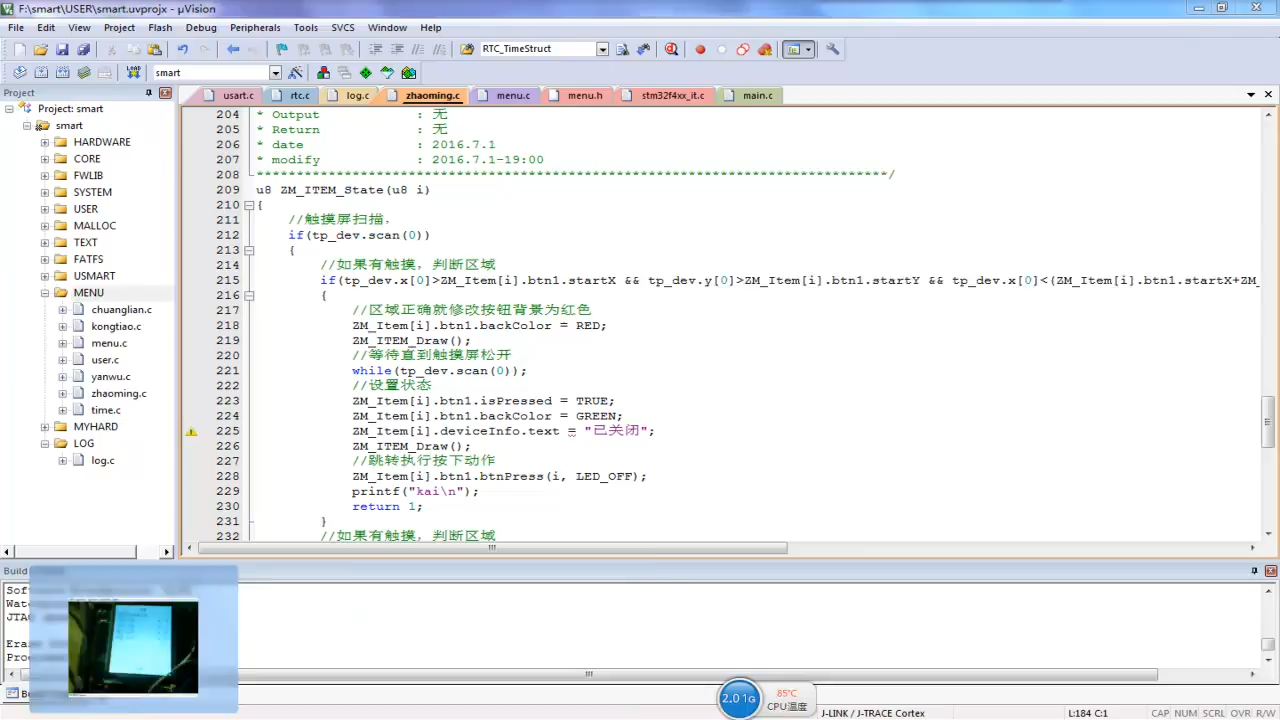 F:\smart\USER\smart.uvprojx - µVision
File Edit View Project Flash Debug Peripherals Tools SVCS Window Help
RTC_TimeStruct
LOAD smart
Project
usart.c rtc.c log.c zhaoming.c menu.c menu.h stm32f4xx_it.c main.c
Project: smart
smart
HARDWARE
CORE
FWLIB
SYSTEM
USER
MALLOC
TEXT
FATFS
USMART
MENU
chuanglian.c
kongtiao.c
menu.c
user.c
yanwu.c
zhaoming.c
time.c
MYHARD
LOG
log.c
204 * Output : 无
205 * Return : 无
206 * date : 2016.7.1
207 * modify : 2016.7.1-19:00
208 *******************************************************************************/
209 u8 ZM_ITEM_State(u8 i)
210 {
211 //触摸屏扫描,
212 if(tp_dev.scan(0))
213 {
214 //如果有触摸，判断区域
215 if(tp_dev.x[0]>ZM_Item[i].btn1.startX && tp_dev.y[0]>ZM_Item[i].btn1.startY && tp_dev.x[0]<(ZM_Item[i].btn1.startX+ZM_
216 {
217 //区域正确就修改按钮背景为红色
218 ZM_Item[i].btn1.backColor = RED;
219 ZM_ITEM_Draw();
220 //等待直到触摸屏松开
221 while(tp_dev.scan(0));
222 //设置状态
223 ZM_Item[i].btn1.isPressed = TRUE;
224 ZM_Item[i].btn1.backColor = GREEN;
225 ZM_Item[i].deviceInfo.text = "已关闭";
226 ZM_ITEM_Draw();
227 //跳转执行按下动作
228 ZM_Item[i].btn1.btnPress(i, LED_OFF);
229 printf("kai\n");
230 return 1;
231 }
232 //如果有触摸，判断区域
Build
2.01G
85℃
CPU温度
J-LINK / J-TRACE Cortex L:184 C:1 CAP NUM SCRL OVR R/W